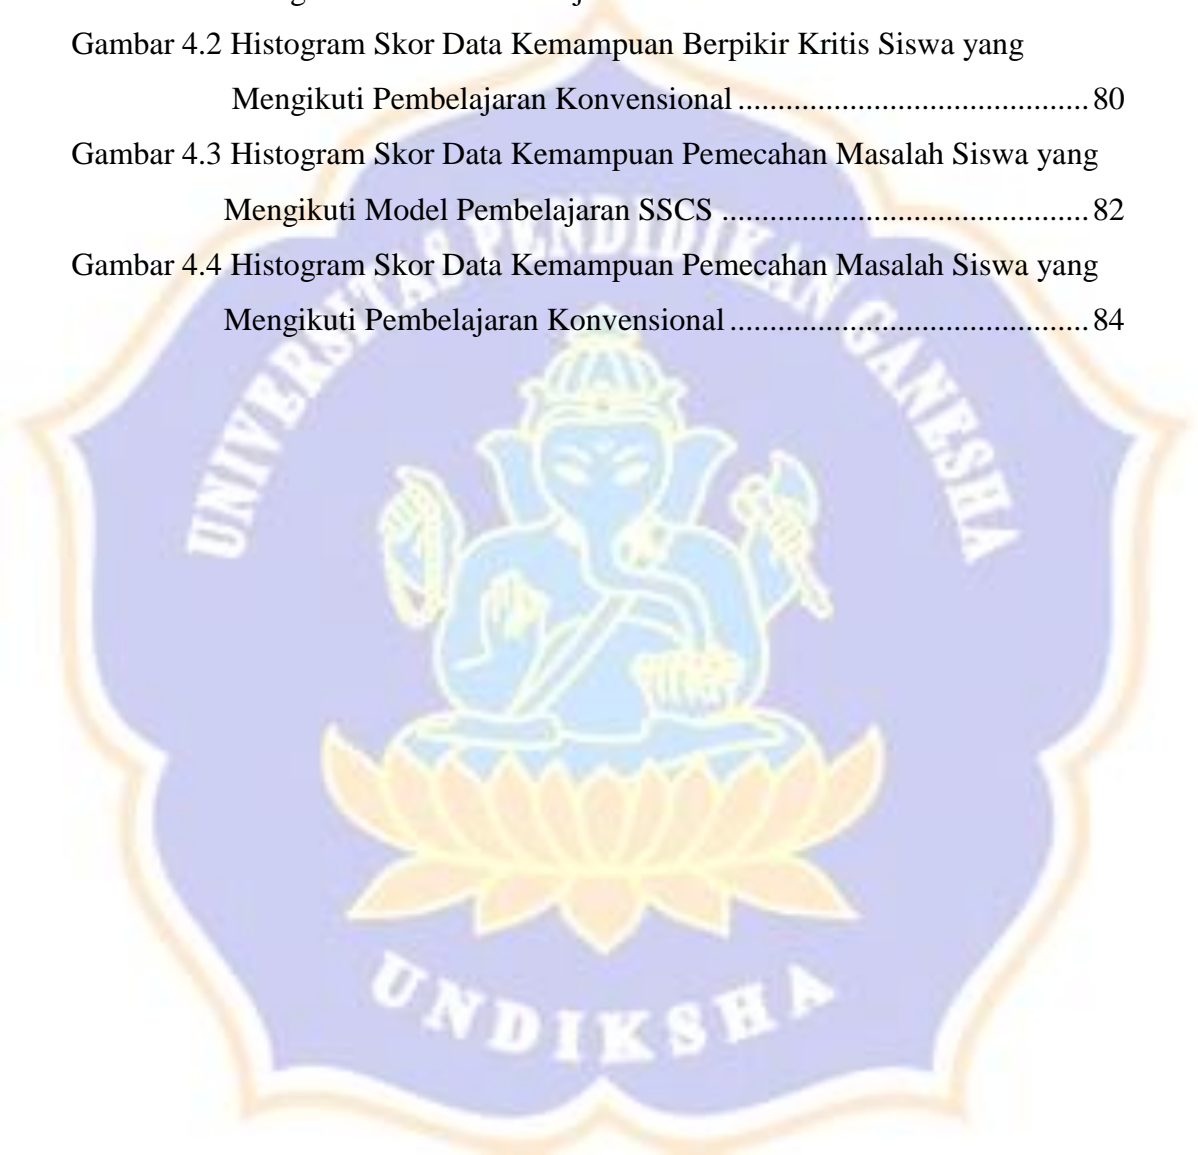 Gambar 4.2 Histogram Skor Data Kemampuan Berpikir Kritis Siswa yang
Mengikuti Pembelajaran Konvensional ........................................... 80
Gambar 4.3 Histogram Skor Data Kemampuan Pemecahan Masalah Siswa yang
Mengikuti Model Pembelajaran SSCS ............................................. 82
Gambar 4.4 Histogram Skor Data Kemampuan Pemecahan Masalah Siswa yang
Mengikuti Pembelajaran Konvensional ............................................ 84
UNIVERSITAS PENDIDIKAN GANESHA
UNDIKSHA